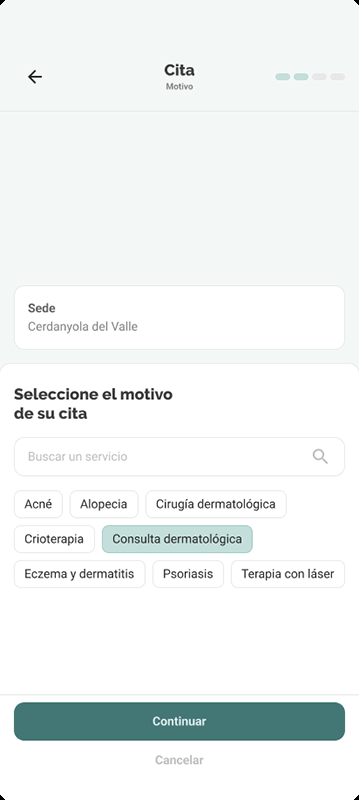 Cita
Motivo
Sede
Cerdanyola del Valle
Seleccione el motivo
de su cita
Buscar un servicio
Acné Alopecia Cirugía dermatológica
Crioterapia Consulta dermatológica
Eczema y dermatitis Psoriasis Terapia con láser
Continuar
Cancelar